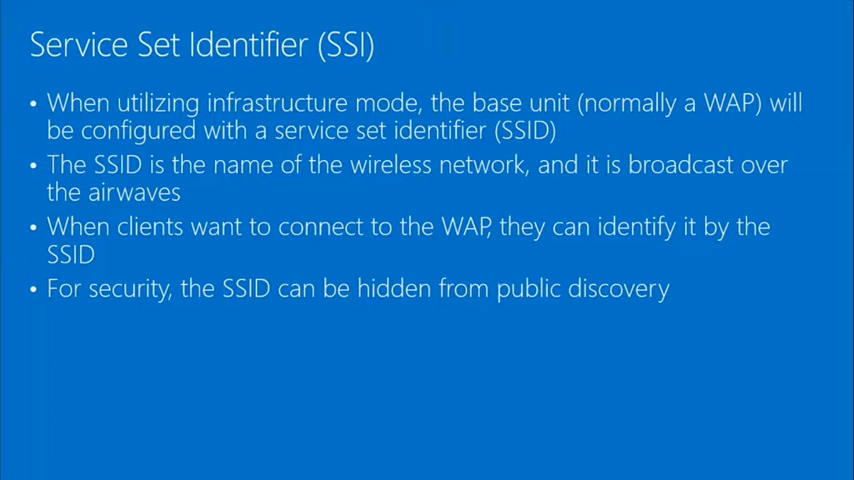 Service Set Identifier (SSI)
• When utilizing infrastructure mode, the base unit (normally a WAP) will
be configured with a service set identifier (SSID)
• The SSID is the name of the wireless network, and it is broadcast over
the airwaves
• When clients want to connect to the WAP, they can identify it by the
SSID
• For security, the SSID can be hidden from public discovery